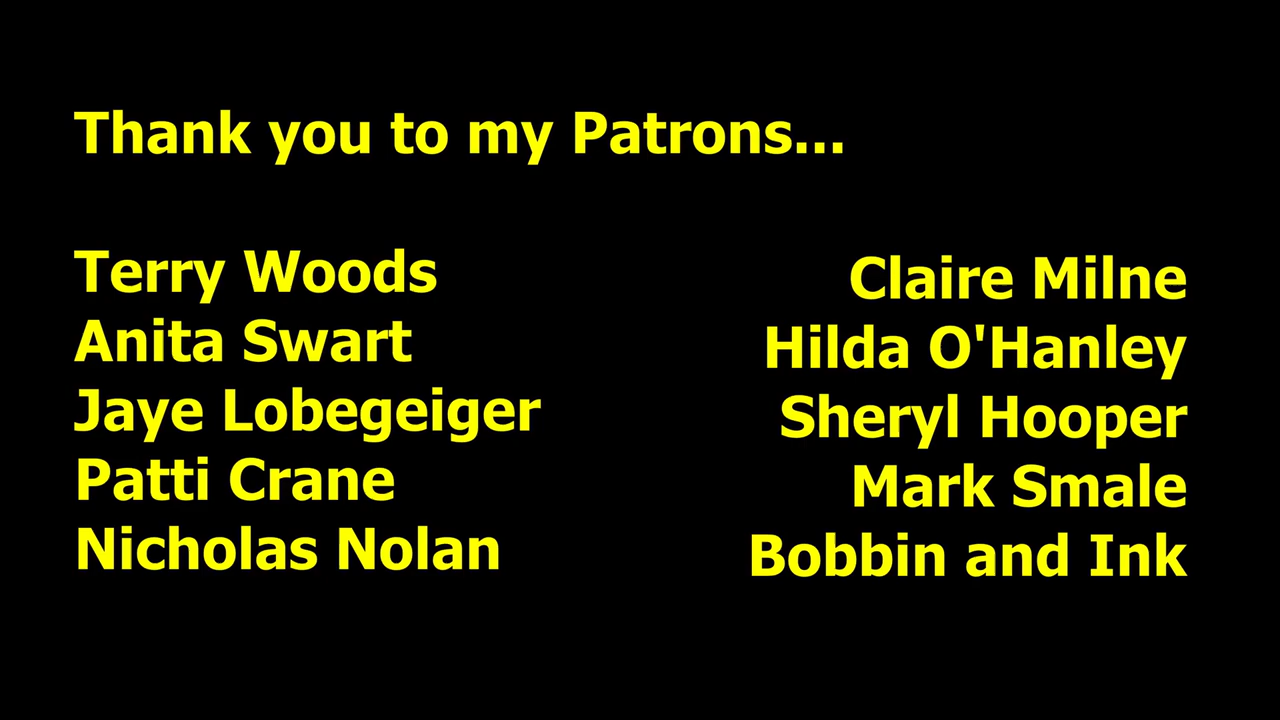 Thank you to my Patrons...
Terry Woods
Anita Swart
Jaye Lobegeiger
Patti Crane
Nicholas Nolan
Claire Milne
Hilda O'Hanley
Sheryl Hooper
Mark Smale
Bobbin and Ink